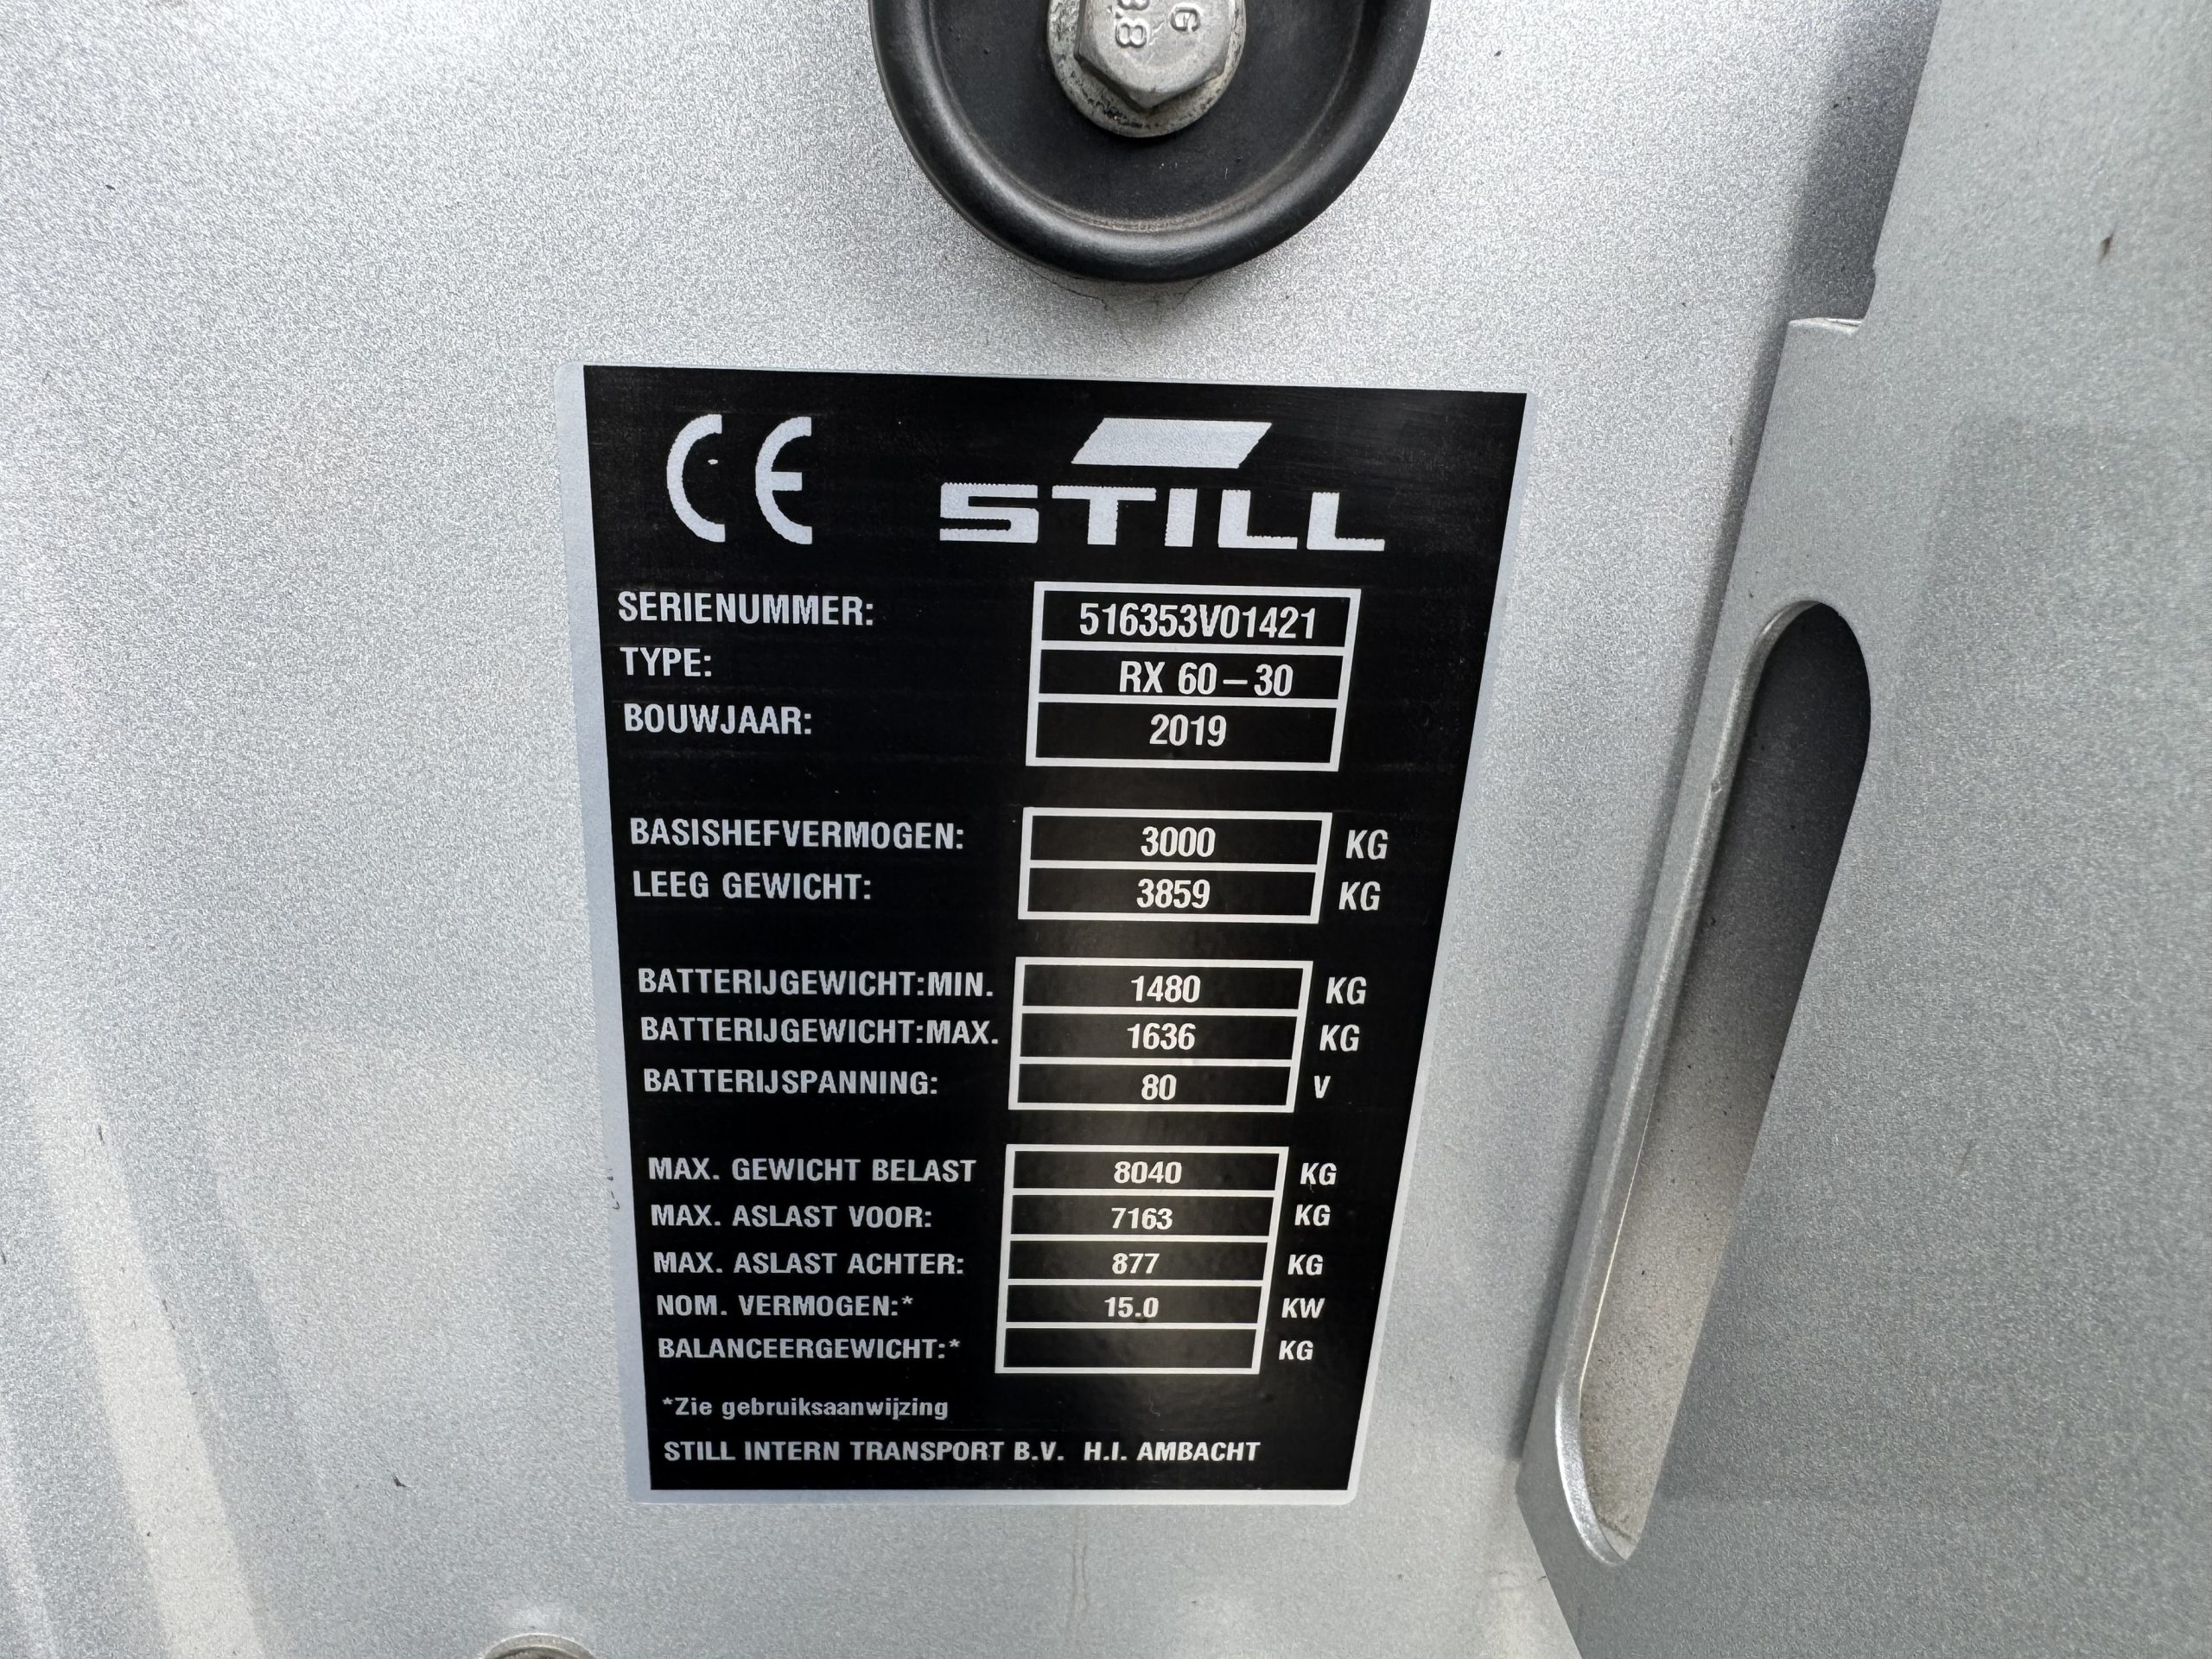 G
8.8
CE STILL
SERIENUMMER: 516353V01421
TYPE: RX 60-30
BOUWJAAR: 2019
BASISHEFVERMOGEN: 3000 KG
LEEG GEWICHT: 3859 KG
BATTERIJGEWICHT:MIN. 1480 KG
BATTERIJGEWICHT:MAX. 1636 KG
BATTERIJSPANNING: 80 V
MAX. GEWICHT BELAST 8040 KG
MAX. ASLAST VOOR: 7163 KG
MAX. ASLAST ACHTER: 877 KG
NOM. VERMOGEN:* 15.0 KW
BALANCEERGEWICHT:* KG
*Zie gebruiksaanwijzing
STILL INTERN TRANSPORT B.V. H.I. AMBACHT